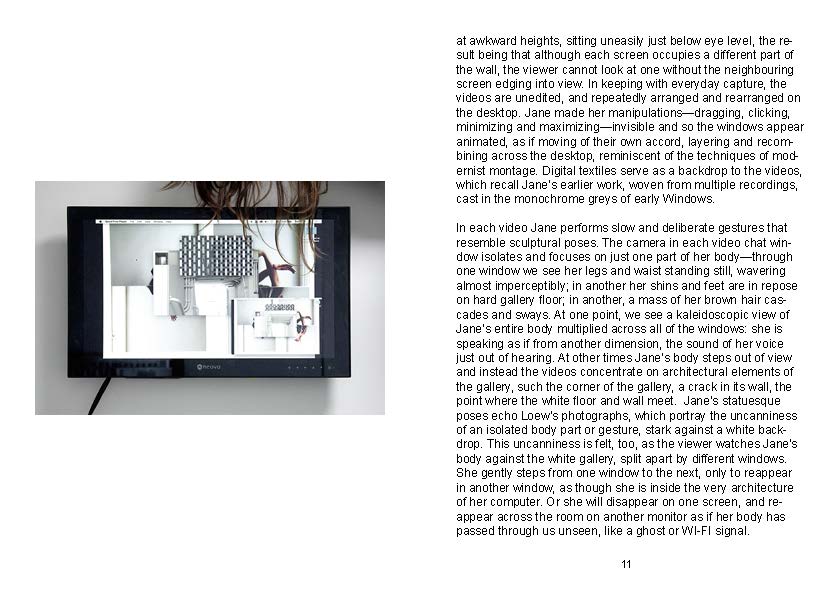 at awkward heights, sitting uneasily just below eye level, the re-
sult being that although each screen occupies a different part of
the wall, the viewer cannot look at one without the neighbouring
screen edging into view. In keeping with everyday capture, the
videos are unedited, and repeatedly arranged and rearranged on
the desktop. Jane made her manipulations—dragging, clicking,
minimizing and maximizing—invisible and so the windows appear
animated, as if moving of their own accord, layering and recom-
bining across the desktop, reminiscent of the techniques of mod-
ernist montage. Digital textiles serve as a backdrop to the videos,
which recall Jane's earlier work, woven from multiple recordings,
cast in the monochrome greys of early Windows.
In each video Jane performs slow and deliberate gestures that
resemble sculptural poses. The camera in each video chat win-
dow isolates and focuses on just one part of her body—through
one window we see her legs and waist standing still, wavering
almost imperceptibly; in another her shins and feet are in repose
on hard gallery floor; in another, a mass of her brown hair cas-
cades and sways. At one point, we see a kaleidoscopic view of
Jane's entire body multiplied across all of the windows: she is
speaking as if from another dimension, the sound of her voice
just out of hearing. At other times Jane's body steps out of view
and instead the videos concentrate on architectural elements of
the gallery, such the corner of the gallery, a crack in its wall, the
point where the white floor and wall meet.  Jane's statuesque
poses echo Loew's photographs, which portray the uncanniness
of an isolated body part or gesture, stark against a white back-
drop. This uncanniness is felt, too, as the viewer watches Jane's
body against the white gallery, split apart by different windows.
She gently steps from one window to the next, only to reappear
in another window, as though she is inside the very architecture
of her computer. Or she will disappear on one screen, and re-
appear across the room on another monitor as if her body has
passed through us unseen, like a ghost or WI-FI signal.
11